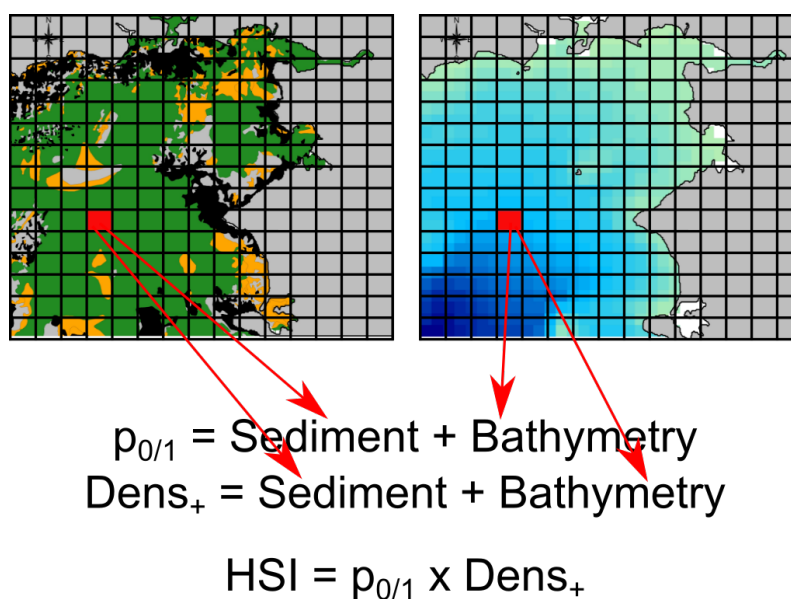 N
N
p₀/₁ = Sediment + Bathymetry
Dens₊ = Sediment + Bathymetry
HSI = p₀/₁ x Dens₊